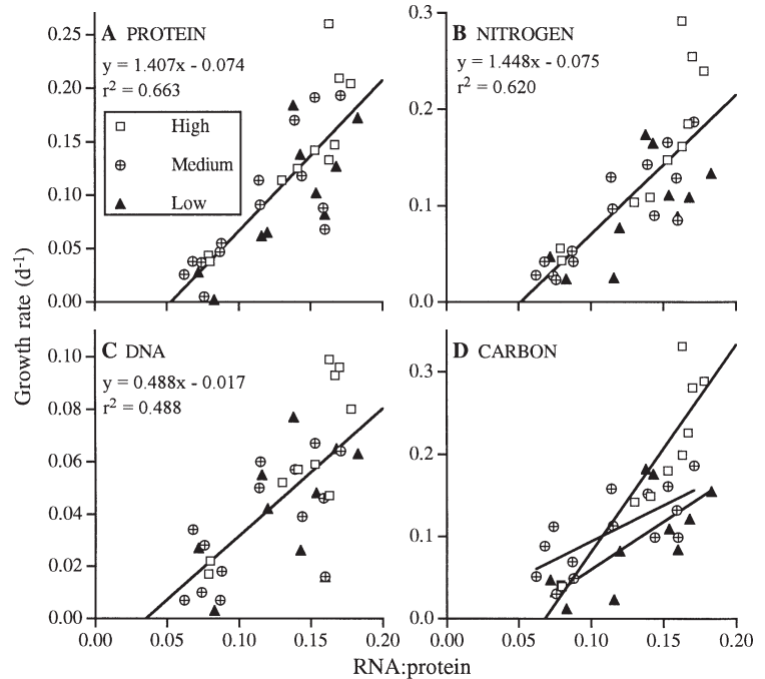 A PROTEIN
y = 1.407x - 0.074
r² = 0.663
High
Medium
Low
0.25
0.20
0.15
0.10
0.05
0.00
B NITROGEN
y = 1.448x - 0.075
r² = 0.620
0.3
0.2
0.1
0.0
Growth rate (d⁻¹)
C DNA
y = 0.488x - 0.017
r² = 0.488
0.10
0.08
0.06
0.04
0.02
0.00
0.00 0.05 0.10 0.15 0.20
D CARBON
0.3
0.2
0.1
0.0
0.00 0.10 0.15 0.20
RNA:protein